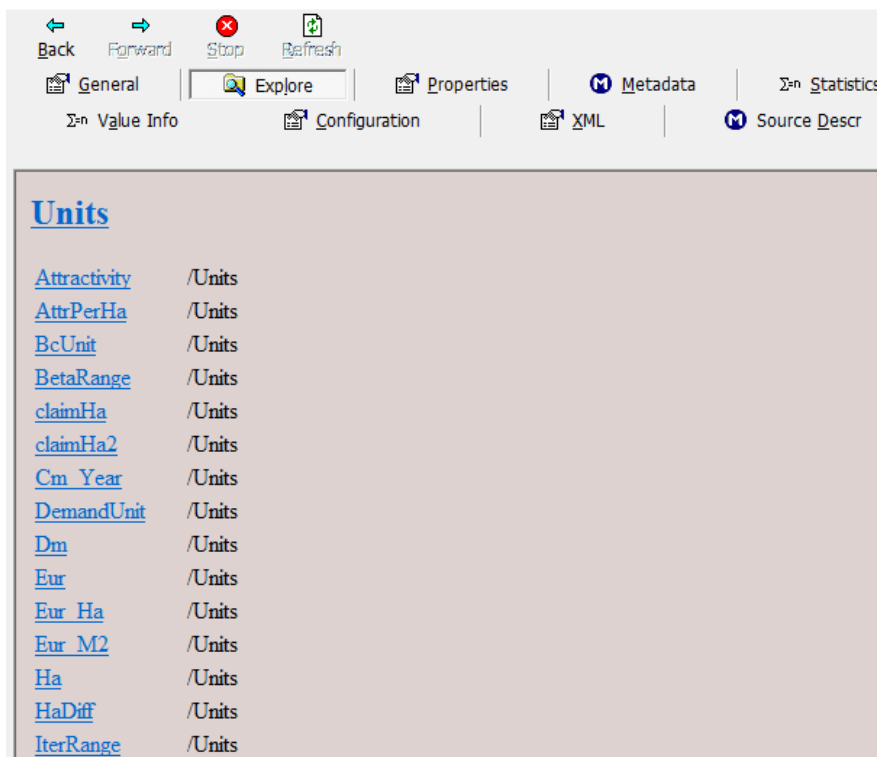 Back Forward Stop Refresh
General Explore Properties Metadata Σ=n Statistics
Σ=n Value Info Configuration XML Source Descr
Units
Attractivity /Units
AttrPerHa /Units
BcUnit /Units
BetaRange /Units
claimHa /Units
claimHa2 /Units
Cm_Year /Units
DemandUnit /Units
Dm /Units
Eur /Units
Eur_Ha /Units
Eur_M2 /Units
Ha /Units
HaDiff /Units
IterRange /Units